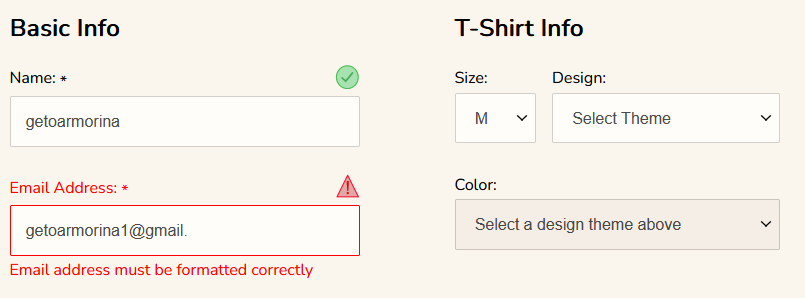 Basic Info
Name: *
getoarmorina
Email Address: *
getoarmorina1@gmail.
Email address must be formatted correctly
T-Shirt Info
Size:
Design:
M
Select Theme
Color:
Select a design theme above